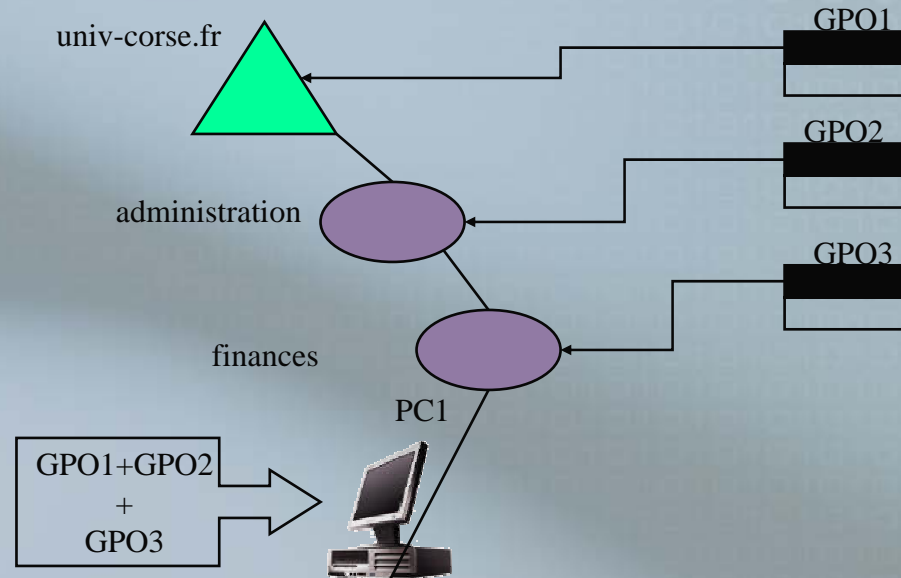 univ-corse.fr
GPO1
GPO2
administration
GPO3
finances
PC1
GPO1+GPO2
+
GPO3